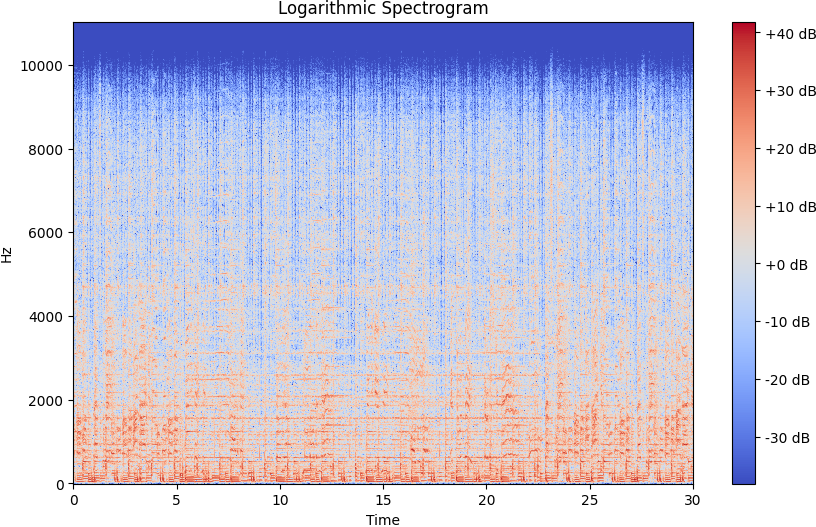 Logarithmic Spectrogram
Hz
10000
8000
6000
4000
2000
0
0 5 10 15 20 25 30
Time
+40 dB
+30 dB
+20 dB
+10 dB
+0 dB
-10 dB
-20 dB
-30 dB